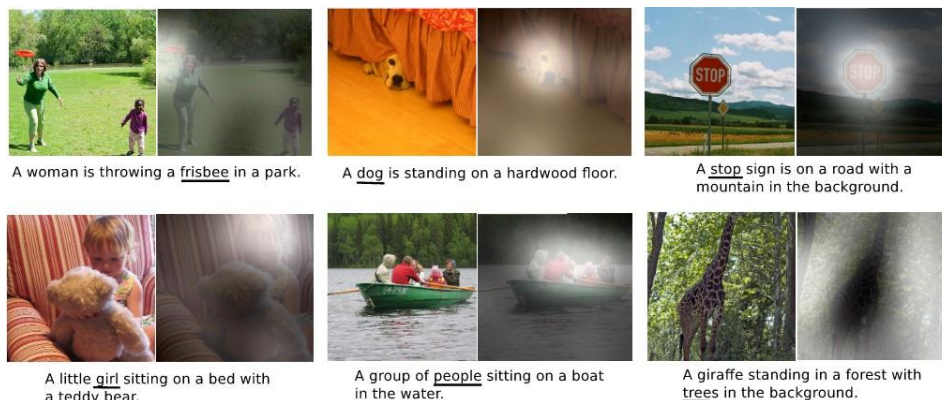 STOP
STOP
A woman is throwing a frisbee in a park.
A dog is standing on a hardwood floor.
A stop sign is on a road with a
mountain in the background.
A little girl sitting on a bed with
a teddy bear.
A group of people sitting on a boat
in the water.
A giraffe standing in a forest with
trees in the background.